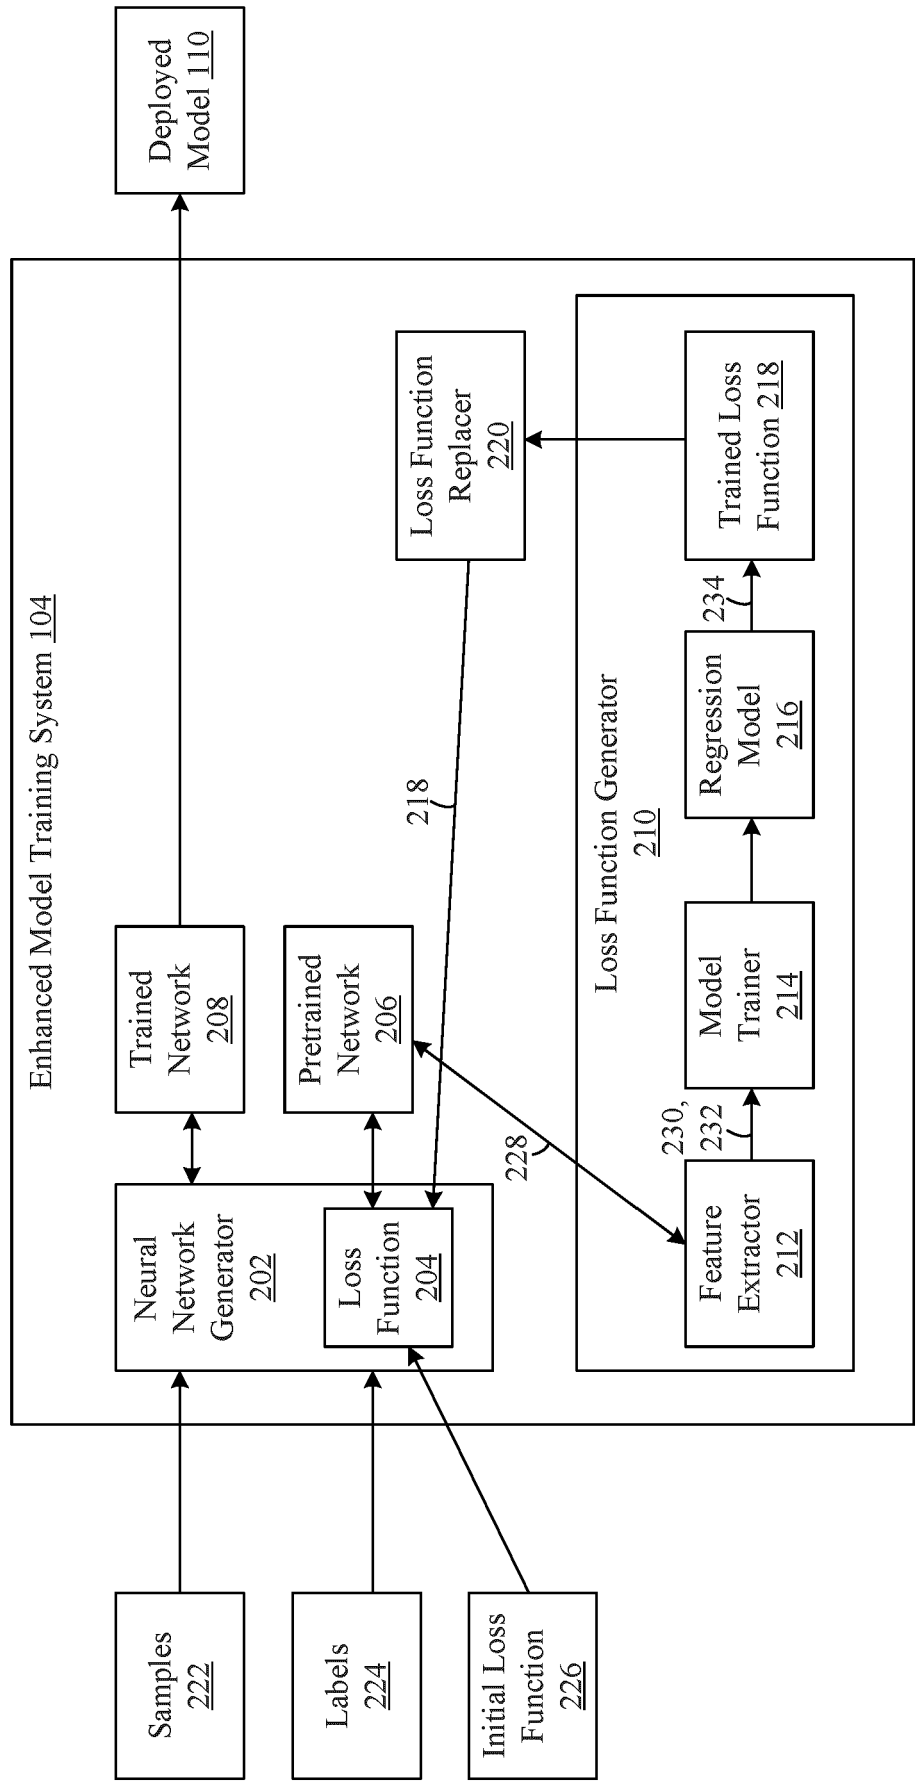 Enhanced Model Training System 104
Samples
222
Labels
224
Initial Loss
Function
226
Neural
Network
Generator
202
Loss
Function
204
Trained
Network
208
Pretrained
Network
206
Deployed
Model 110
218
228
Loss Function
Replacer
220
Loss Function Generator
210
Feature
Extractor
212
230,
232
Model
Trainer
214
Regression
Model
216
234
Trained Loss
Function 218